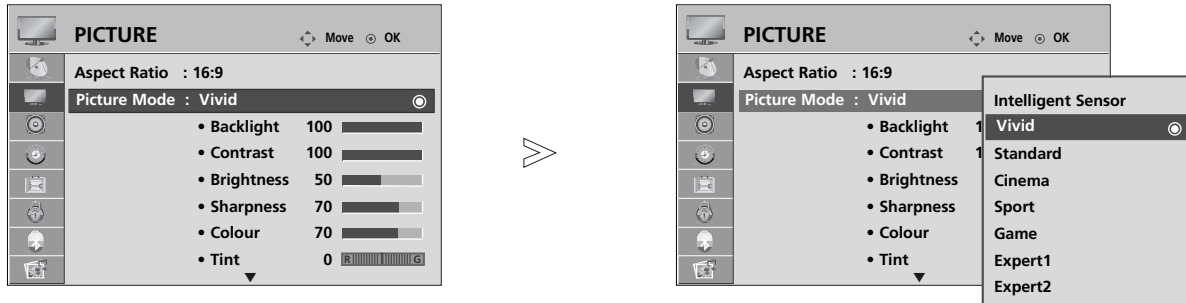 PICTURE Move OK
Aspect Ratio : 16:9
Picture Mode : Vivid
• Backlight 100
• Contrast 100
• Brightness 50
• Sharpness 70
• Colour 70
• Tint 0 R G
PICTURE Move OK
Aspect Ratio : 16:9
Picture Mode : Vivid
• Backlight 1
• Contrast 1
• Brightness
• Sharpness
• Colour
• Tint
Intelligent Sensor
Vivid
Standard
Cinema
Sport
Game
Expert1
Expert2